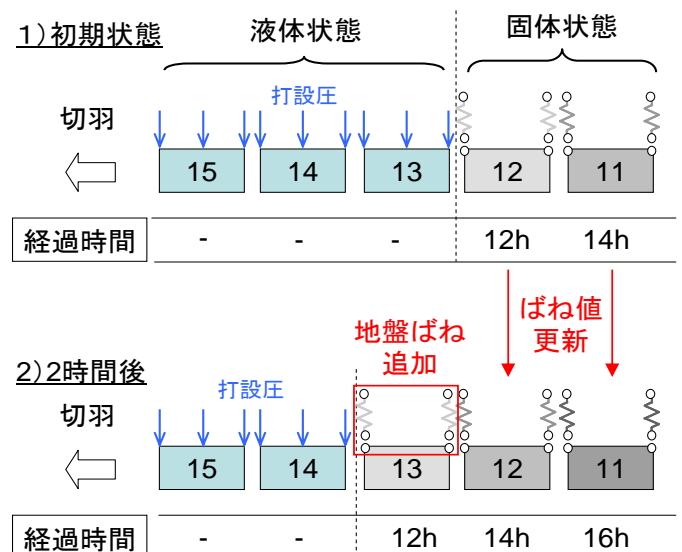 1)初期状態
液体状態
固体状態
打設圧
切羽
15 14 13 12 11
経過時間 - - - 12h 14h
ばね値
更新
地盤ばね
追加
2)2時間後
打設圧
切羽
15 14 13 12 11
経過時間 - - 12h 14h 16h